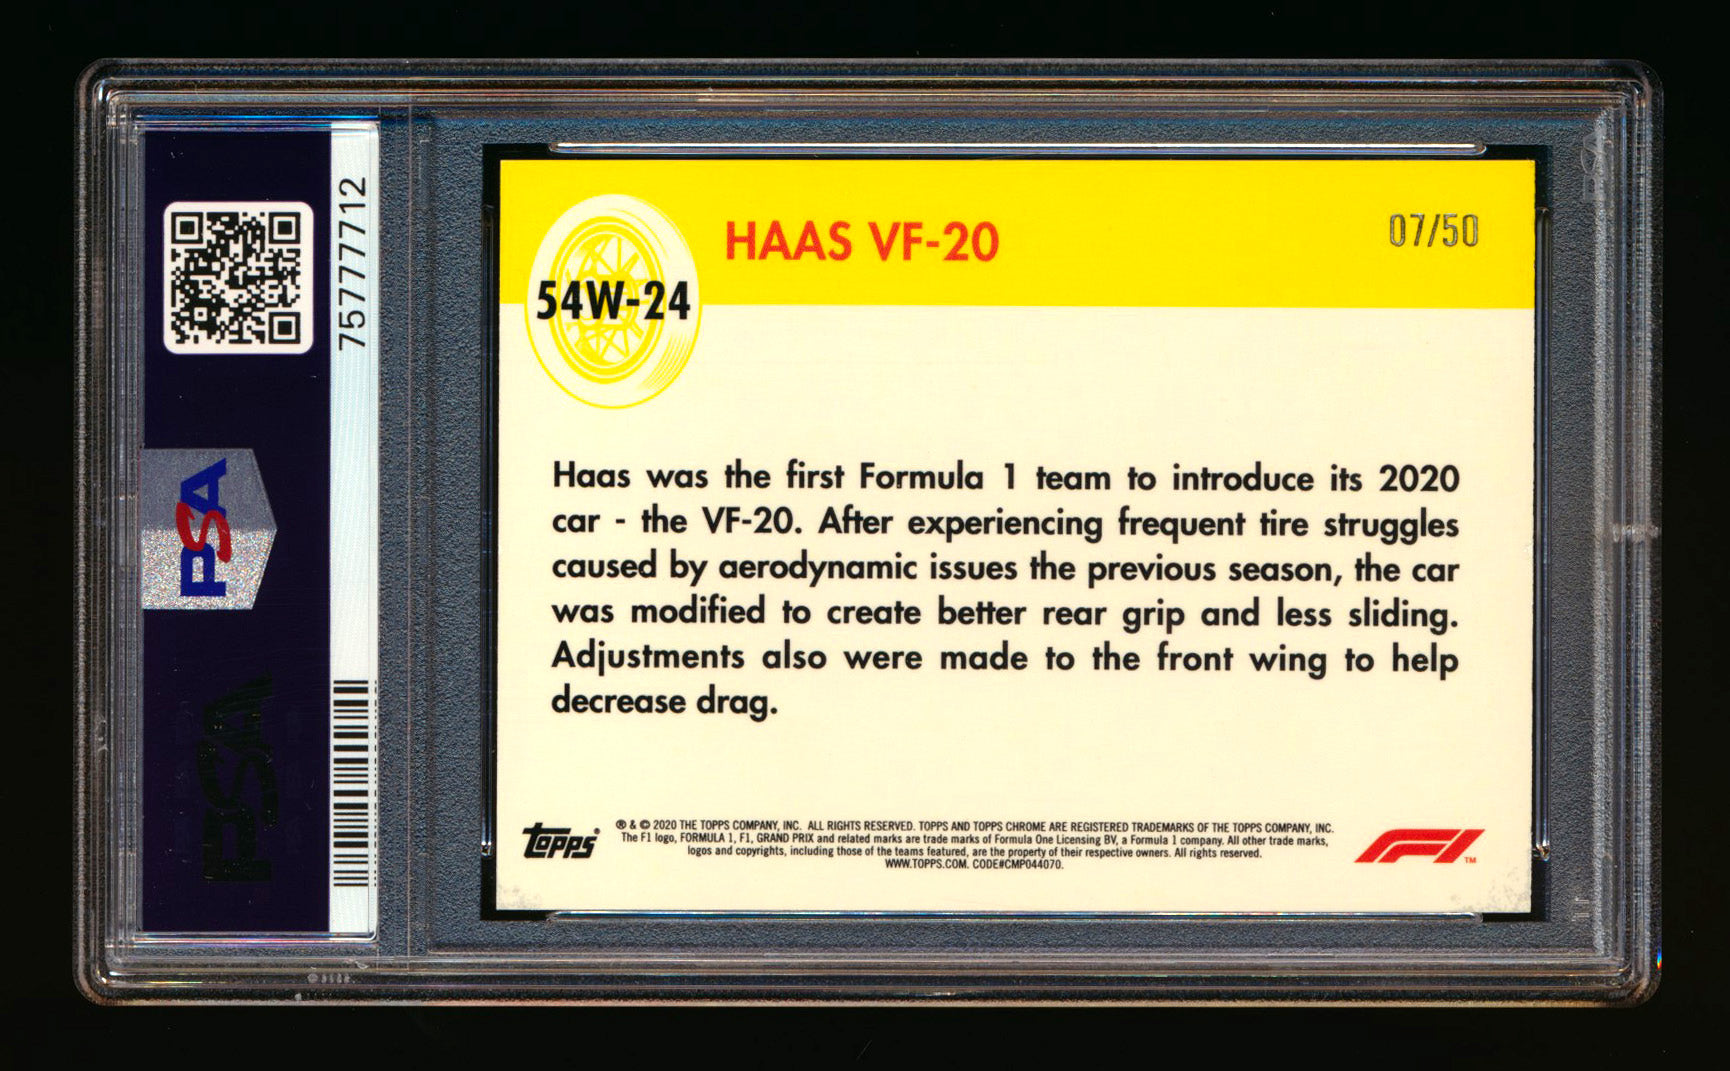 75777712
PSA
PSA
HAAS VF-20
07/50
54W-24
Haas was the first Formula 1 team to introduce its 2020
car - the VF-20. After experiencing frequent tire struggles
caused by aerodynamic issues the previous season, the car
was modified to create better rear grip and less sliding.
Adjustments also were made to the front wing to help
decrease drag.
topps®
® & © 2020 THE TOPPS COMPANY, INC. ALL RIGHTS RESERVED. TOPPS AND TOPPS CHROME ARE REGISTERED TRADEMARKS OF THE TOPPS COMPANY, INC.
The F1 logo, FORMULA 1, F1, GRAND PRIX and related marks are trade marks of Formula One Licensing BV, a Formula 1 company. All other trade marks,
logos and copyrights, including those of the teams featured, are the property of their respective owners. All rights reserved.
WWW.TOPPS.COM. CODE#CMP044070.
F1 TM